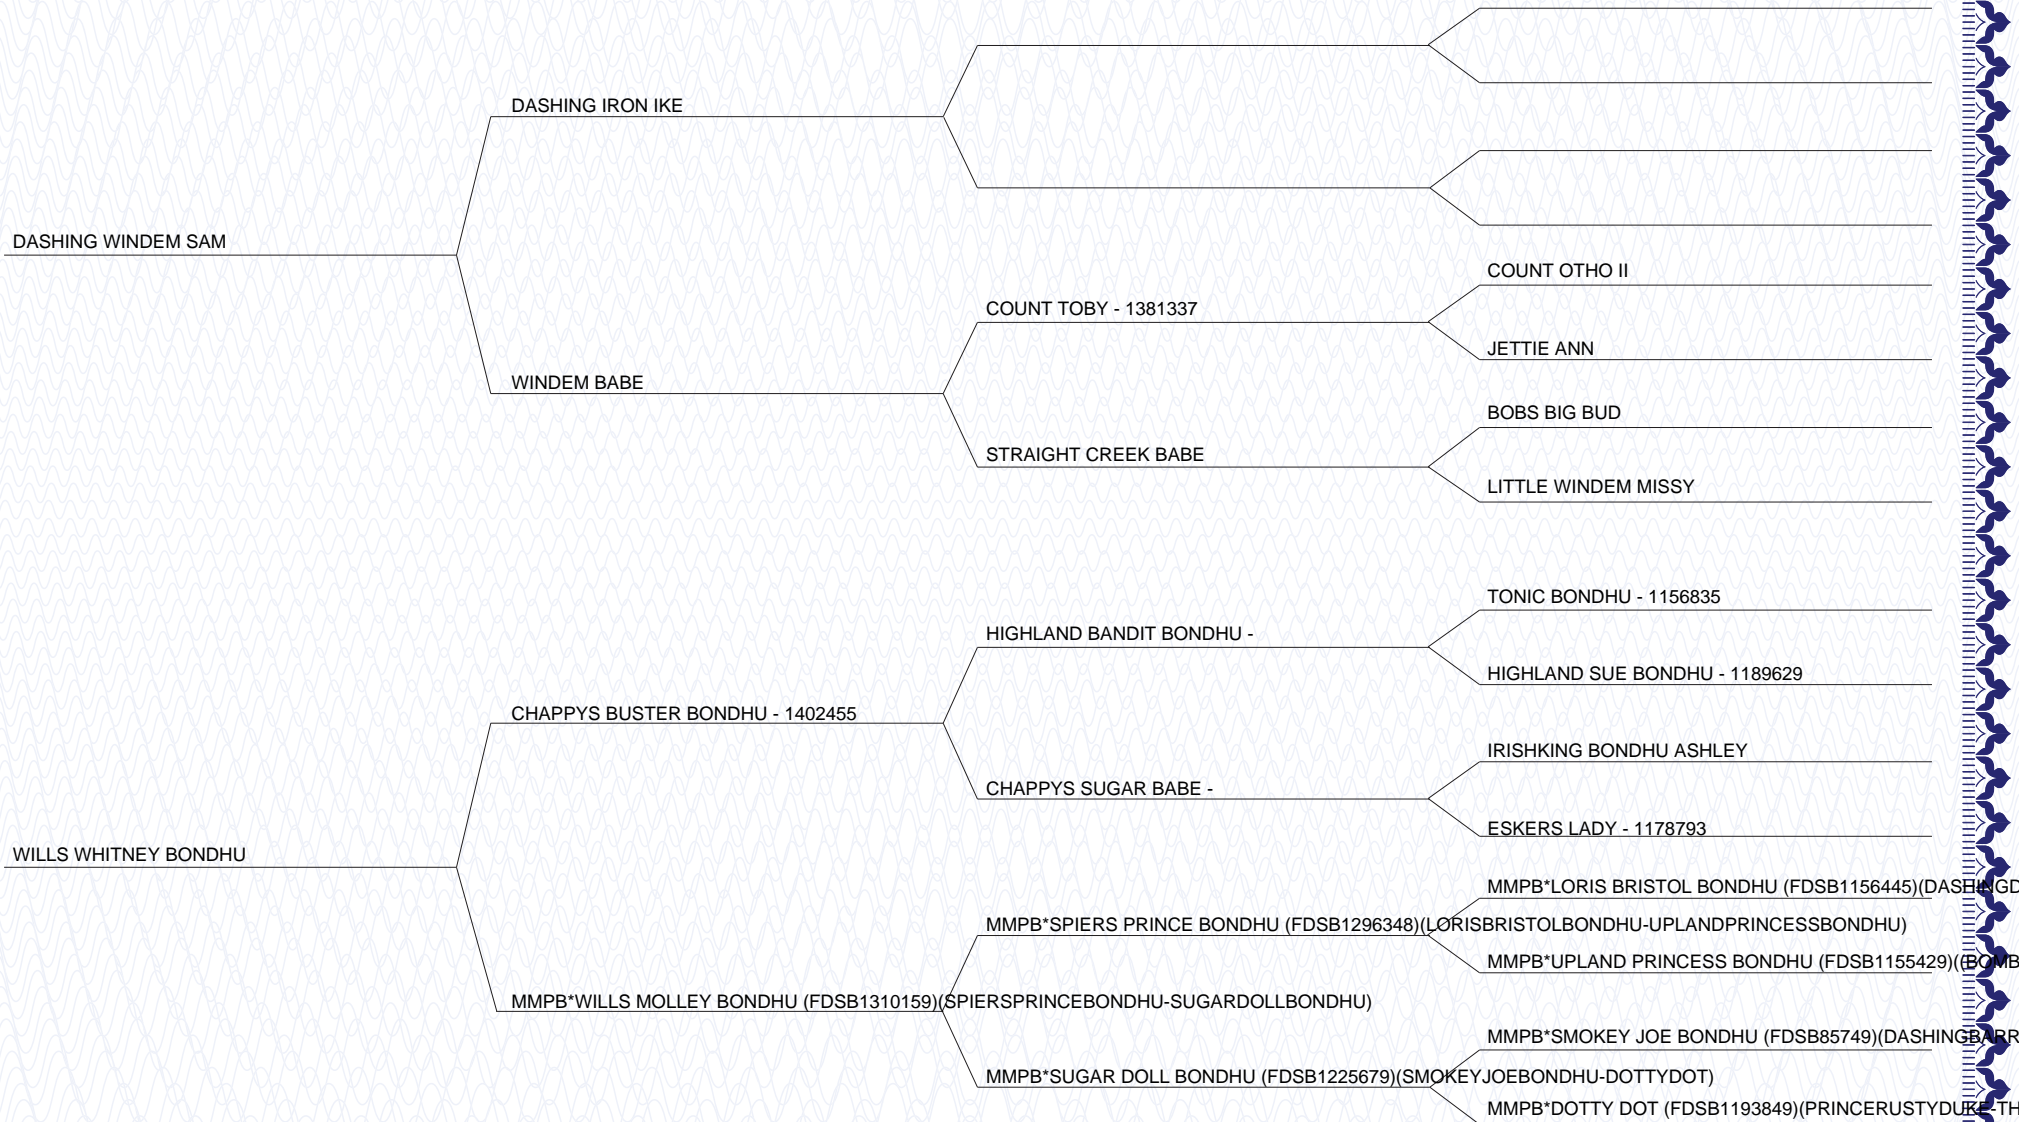 DASHING IRON IKE
DASHING WINDEM SAM
COUNT OTHO II
COUNT TOBY - 1381337
JETTIE ANN
WINDEM BABE
BOBS BIG BUD
STRAIGHT CREEK BABE
LITTLE WINDEM MISSY
TONIC BONDHU - 1156835
HIGHLAND BANDIT BONDHU -
HIGHLAND SUE BONDHU - 1189629
CHAPPYS BUSTER BONDHU - 1402455
IRISHKING BONDHU ASHLEY
CHAPPYS SUGAR BABE -
ESKERS LADY - 1178793
WILLS WHITNEY BONDHU
MMPB*LORIS BRISTOL BONDHU (FDSB1156445)(DASHINGD
MMPB*SPIERS PRINCE BONDHU (FDSB1296348)(LORISBRISTOLBONDHU-UPLANDPRINCESSBONDHU)
MMPB*UPLAND PRINCESS BONDHU (FDSB1155429)((BOMB
MMPB*WILLS MOLLEY BONDHU (FDSB1310159)(SPIERSPRINCEBONDHU-SUGARDOLLBONDHU)
MMPB*SMOKEY JOE BONDHU (FDSB85749)(DASHINGBARR
MMPB*SUGAR DOLL BONDHU (FDSB1225679)(SMOKEYJOEBONDHU-DOTTYDOT)
MMPB*DOTTY DOT (FDSB1193849)(PRINCERUSTYDUKE-TH